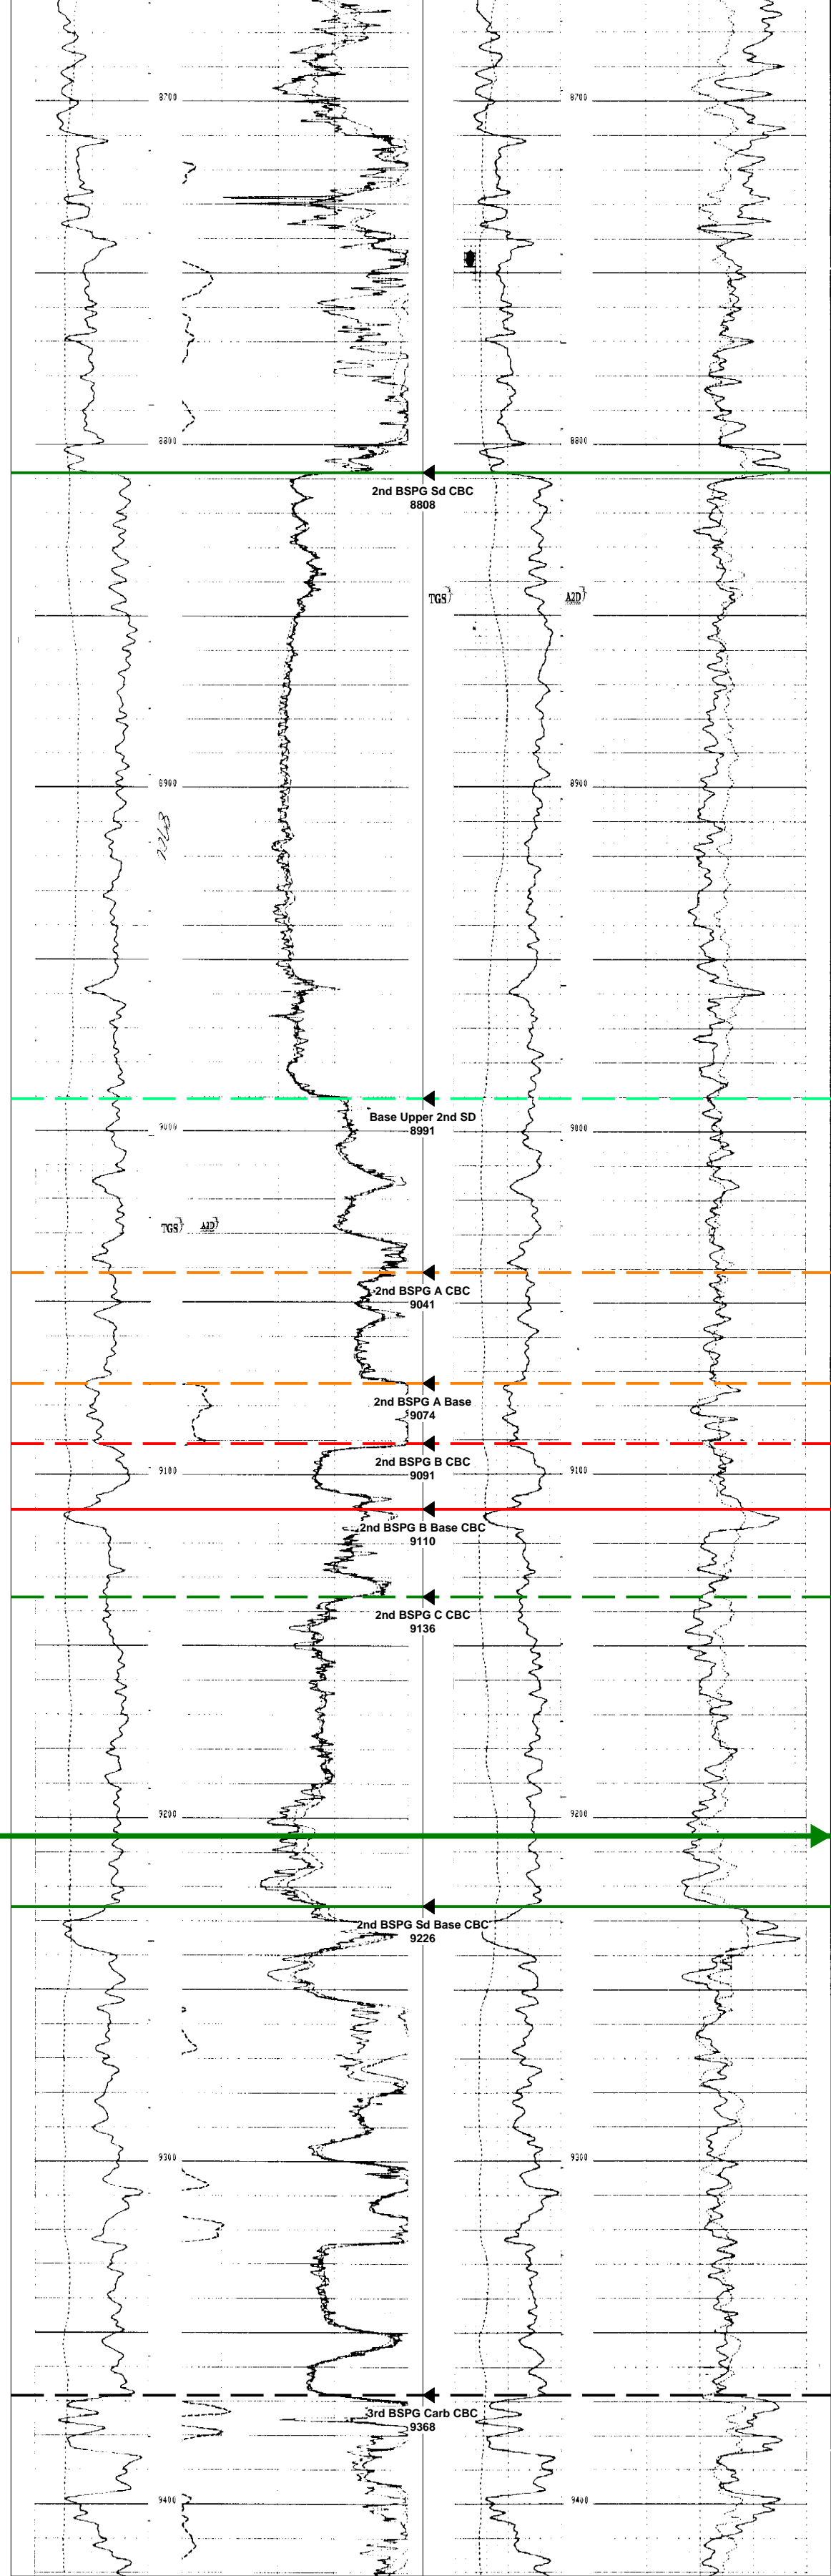 8700 8700
8800 8800
2nd BSPG Sd CBC
8808
TGS} A2D}
8900 8900
9000 9000
Base Upper 2nd SD
8991
TGS} A2D}
2nd BSPG A CBC
9041
2nd BSPG A Base
9074
2nd BSPG B CBC
9091
9100 9100
2nd BSPG B Base CBC
9110
2nd BSPG C CBC
9136
9200 9200
2nd BSPG Sd Base CBC
9226
9300 9300
3rd BSPG Carb CBC
9368
9400 9400